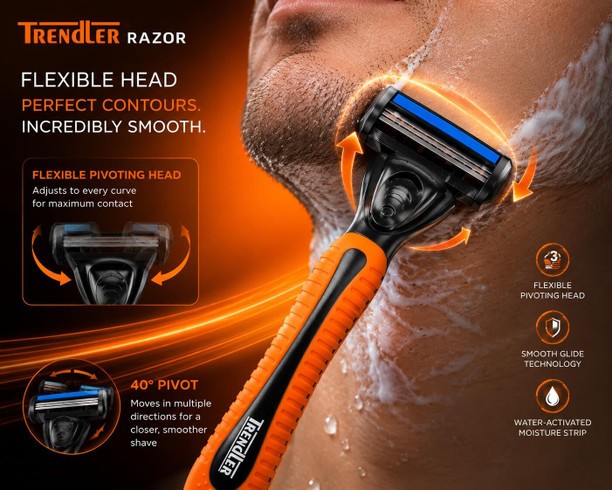 TRENDLER RAZOR
FLEXIBLE HEAD
PERFECT CONTOURS.
INCREDIBLY SMOOTH.
FLEXIBLE PIVOTING HEAD
Adjusts to every curve
for maximum contact
40° PIVOT
Moves in multiple
directions for a
closer, smoother
shave
TRENDLER
3
FLEXIBLE
PIVOTING HEAD
SMOOTH GLIDE
TECHNOLOGY
WATER-ACTIVATED
MOISTURE STRIP